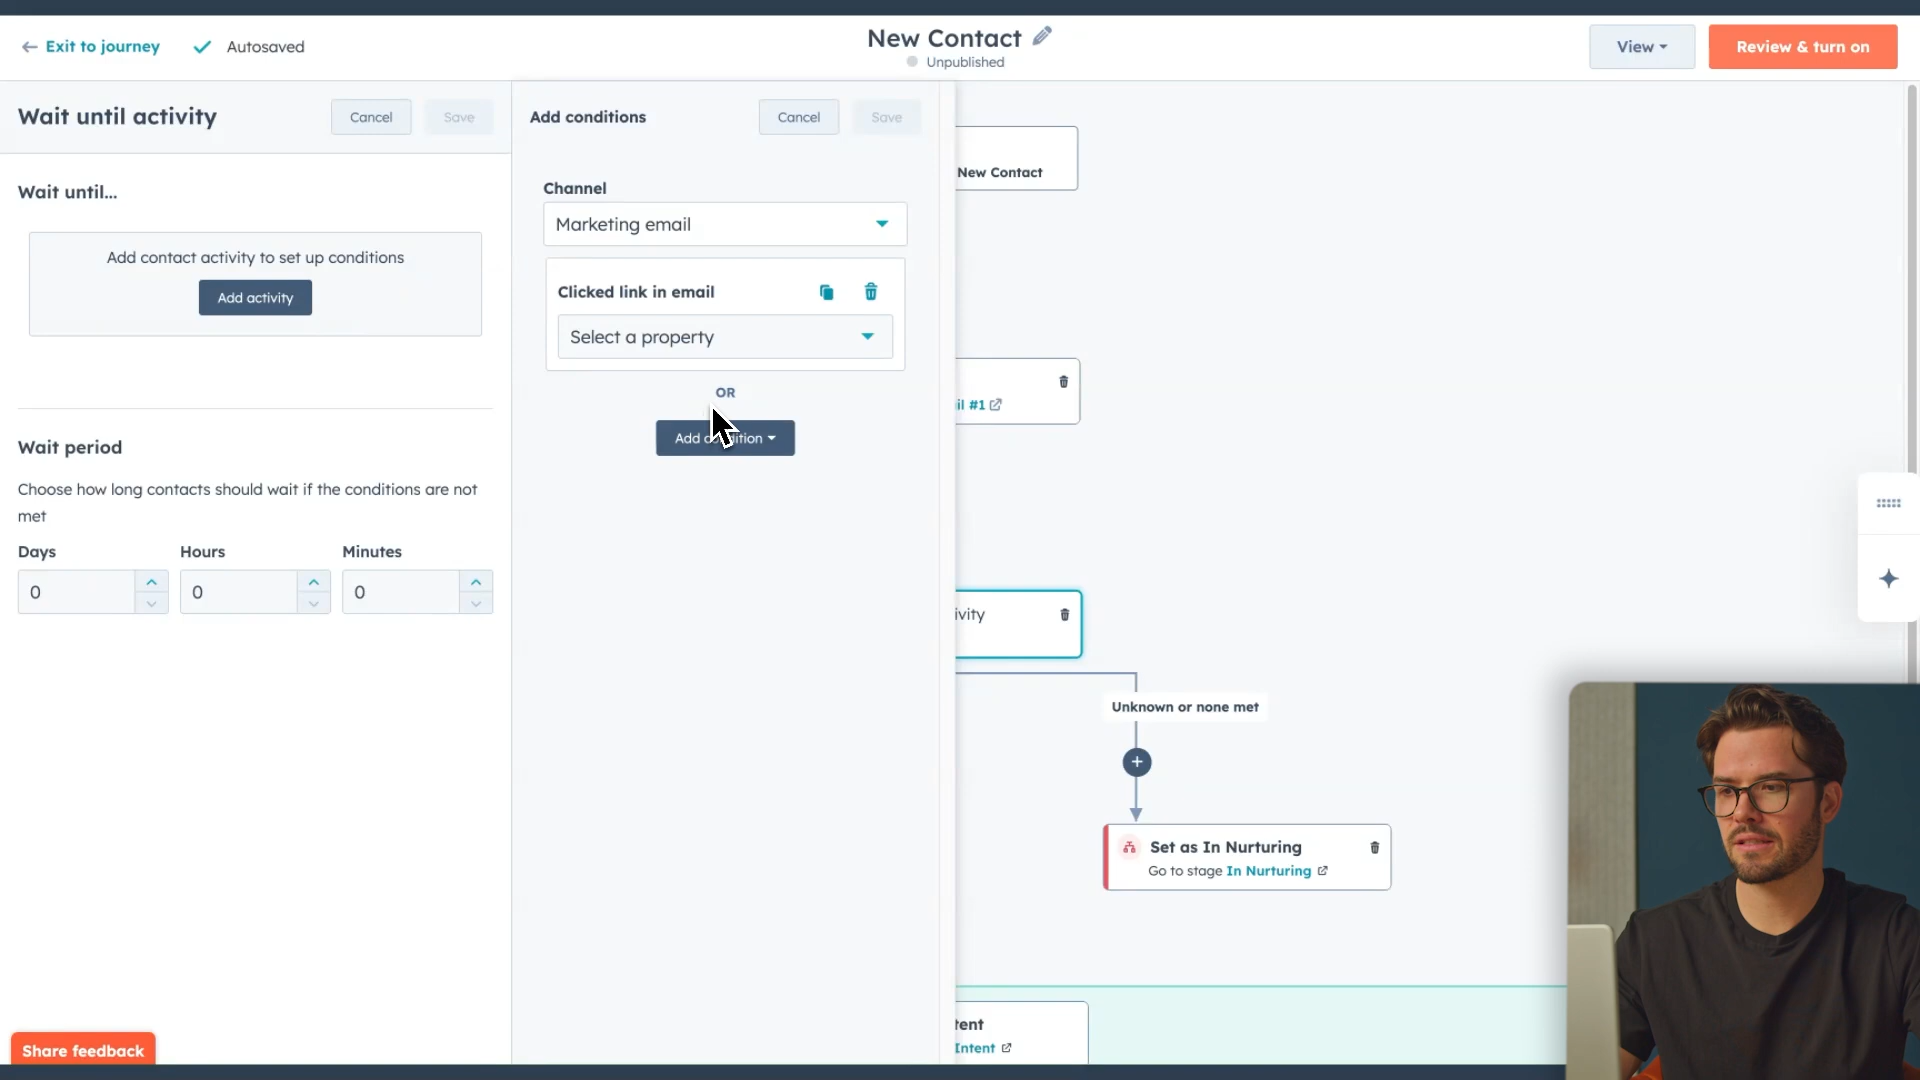 Exit to journey
Autosaved
New Contact
Unpublished
View
Review & turn on
Wait until activity
Cancel
Save
Wait until...
Add contact activity to set up conditions
Add activity
Wait period
Choose how long contacts should wait if the conditions are not
met
Days
Hours
Minutes
0
0
0
Share feedback
Add conditions
Cancel
Save
Channel
Marketing email
Clicked link in email
Select a property
OR
Add condition
New Contact
il #1
ivity
Unknown or none met
Set as In Nurturing
Go to stage In Nurturing
tent
Intent